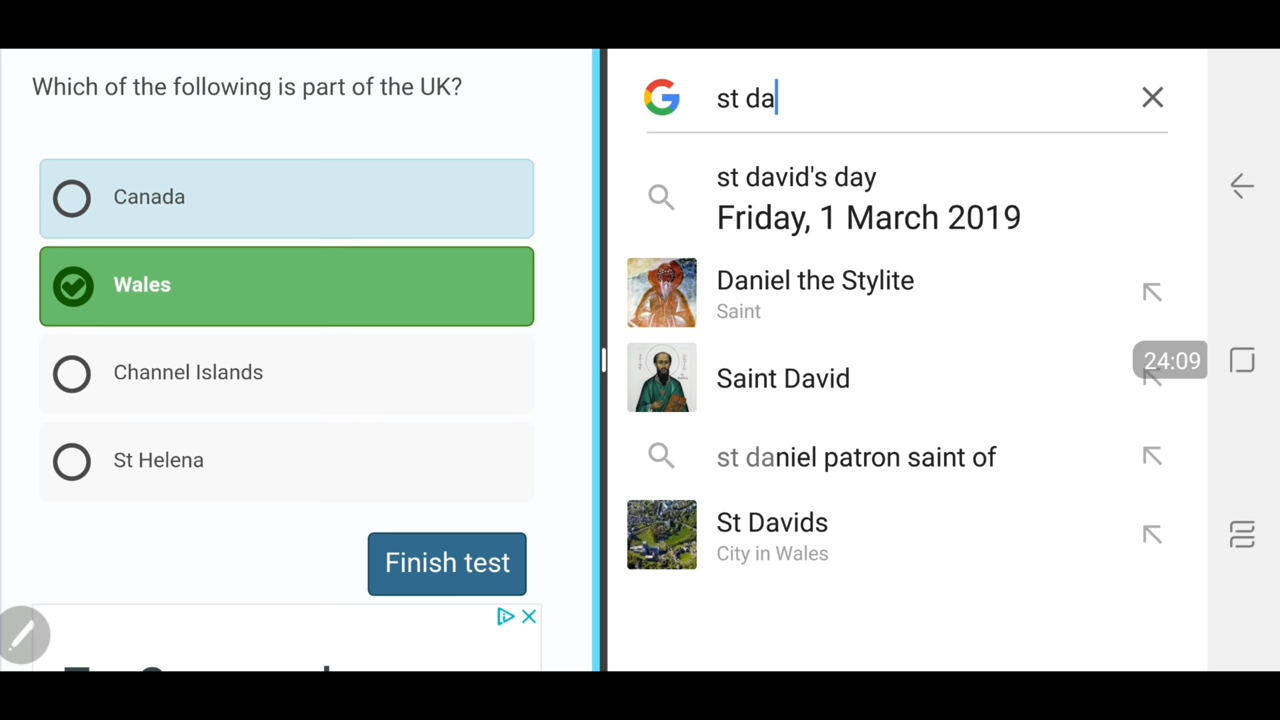 Which of the following is part of the UK?
Canada
Wales
Channel Islands
St Helena
Finish test
st da
st david's day
Friday, 1 March 2019
Daniel the Stylite
Saint
Saint David
st daniel patron saint of
St Davids
City in Wales
24:09